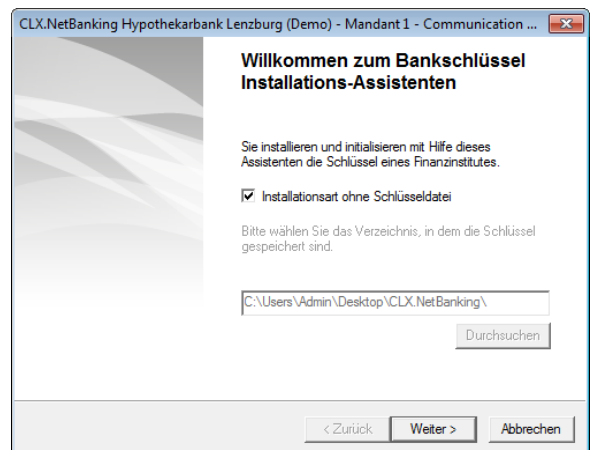 CLX.NetBanking Hypothekarbank Lenzburg (Demo) - Mandant 1 - Communication ...
Willkommen zum Bankschlüssel
Installations-Assistenten
Sie installieren und initialisieren mit Hilfe dieses
Assistenten die Schlüssel eines Finanzinstitutes.
Installationsart ohne Schlüsseldatei
Bitte wählen Sie das Verzeichnis, in dem die Schlüssel
gespeichert sind.
C:\Users\Admin\Desktop\CLX.NetBanking\
Durchsuchen
< Zurück Weiter > Abbrechen